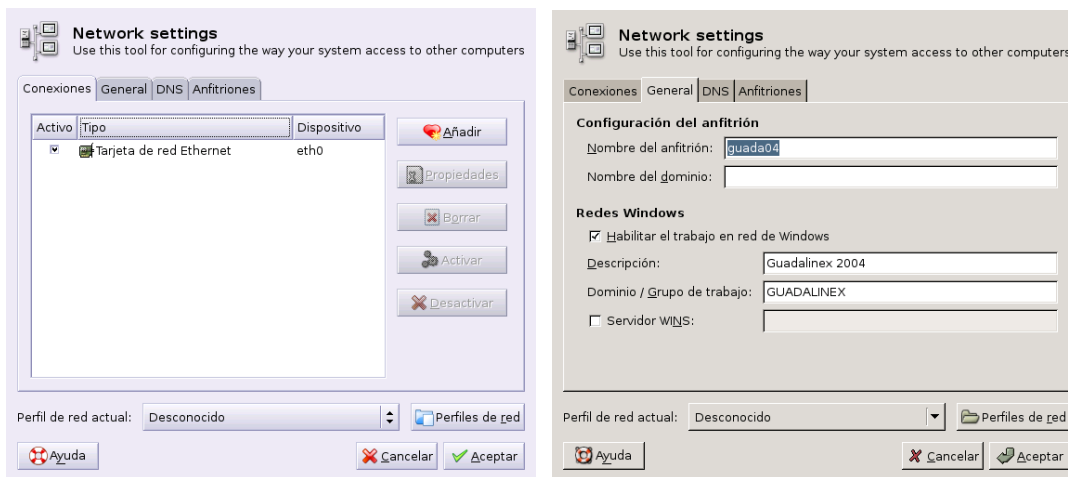 Network settings
Use this tool for configuring the way your system access to other computers
Conexiones General DNS Anfitriones
Activo Tipo Dispositivo
Tarjeta de red Ethernet eth0
Añadir
Propiedades
Borrar
Activar
Desactivar
Perfil de red actual: Desconocido Perfiles de red
Ayuda Cancelar Aceptar
Network settings
Use this tool for configuring the way your system access to other computers
Conexiones General DNS Anfitriones
Configuración del anfitrión
Nombre del anfitrión: guada04
Nombre del dominio:
Redes Windows
Habilitar el trabajo en red de Windows
Descripción: Guadalinex 2004
Dominio / Grupo de trabajo: GUADALINEX
Servidor WINS:
Perfil de red actual: Desconocido Perfiles de red
Ayuda Cancelar Aceptar